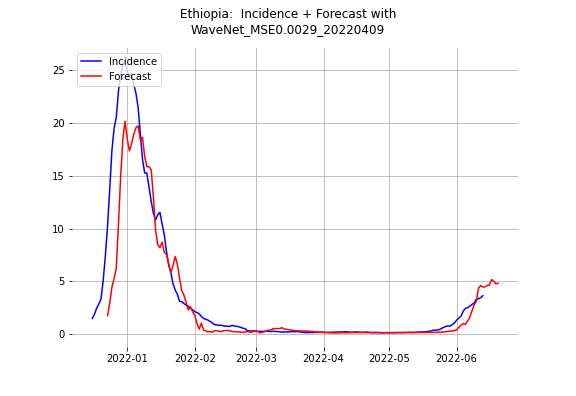 Ethiopia:  Incidence + Forecast with
WaveNet_MSE0.0029_20220409
Incidence
Forecast
25
20
15
10
5
0
2022-01 2022-02 2022-03 2022-04 2022-05 2022-06